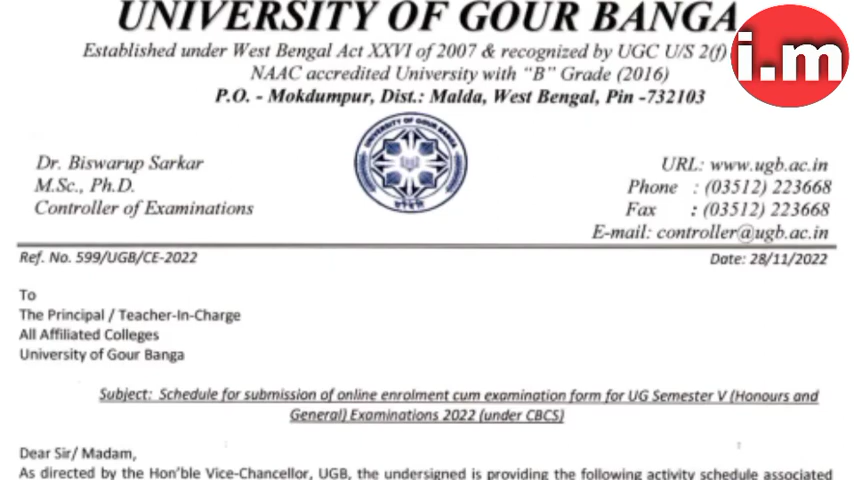 UNIVERSITY OF GOUR BANGA
Established under West Bengal Act XXVI of 2007 & recognized by UGC U/S 2(f)
i.m
NAAC accredited University with "B" Grade (2016)
P.O. - Mokdumpur, Dist.: Malda, West Bengal, Pin -732103
UNIVERSITY OF GOUR BANGA
Dr. Biswarup Sarkar
M.Sc., Ph.D.
Controller of Examinations
URL: www.ugb.ac.in
Phone : (03512) 223668
Fax : (03512) 223668
E-mail: controller@ugb.ac.in
Ref. No. 599/UGB/CE-2022
Date: 28/11/2022
To
The Principal / Teacher-In-Charge
All Affiliated Colleges
University of Gour Banga
Subject: Schedule for submission of online enrolment cum examination form for UG Semester V (Honours and
General) Examinations 2022 (under CBCS)
Dear Sir/ Madam,
As directed by the Hon'ble Vice-Chancellor, UGB, the undersigned is providing the following activity schedule associated